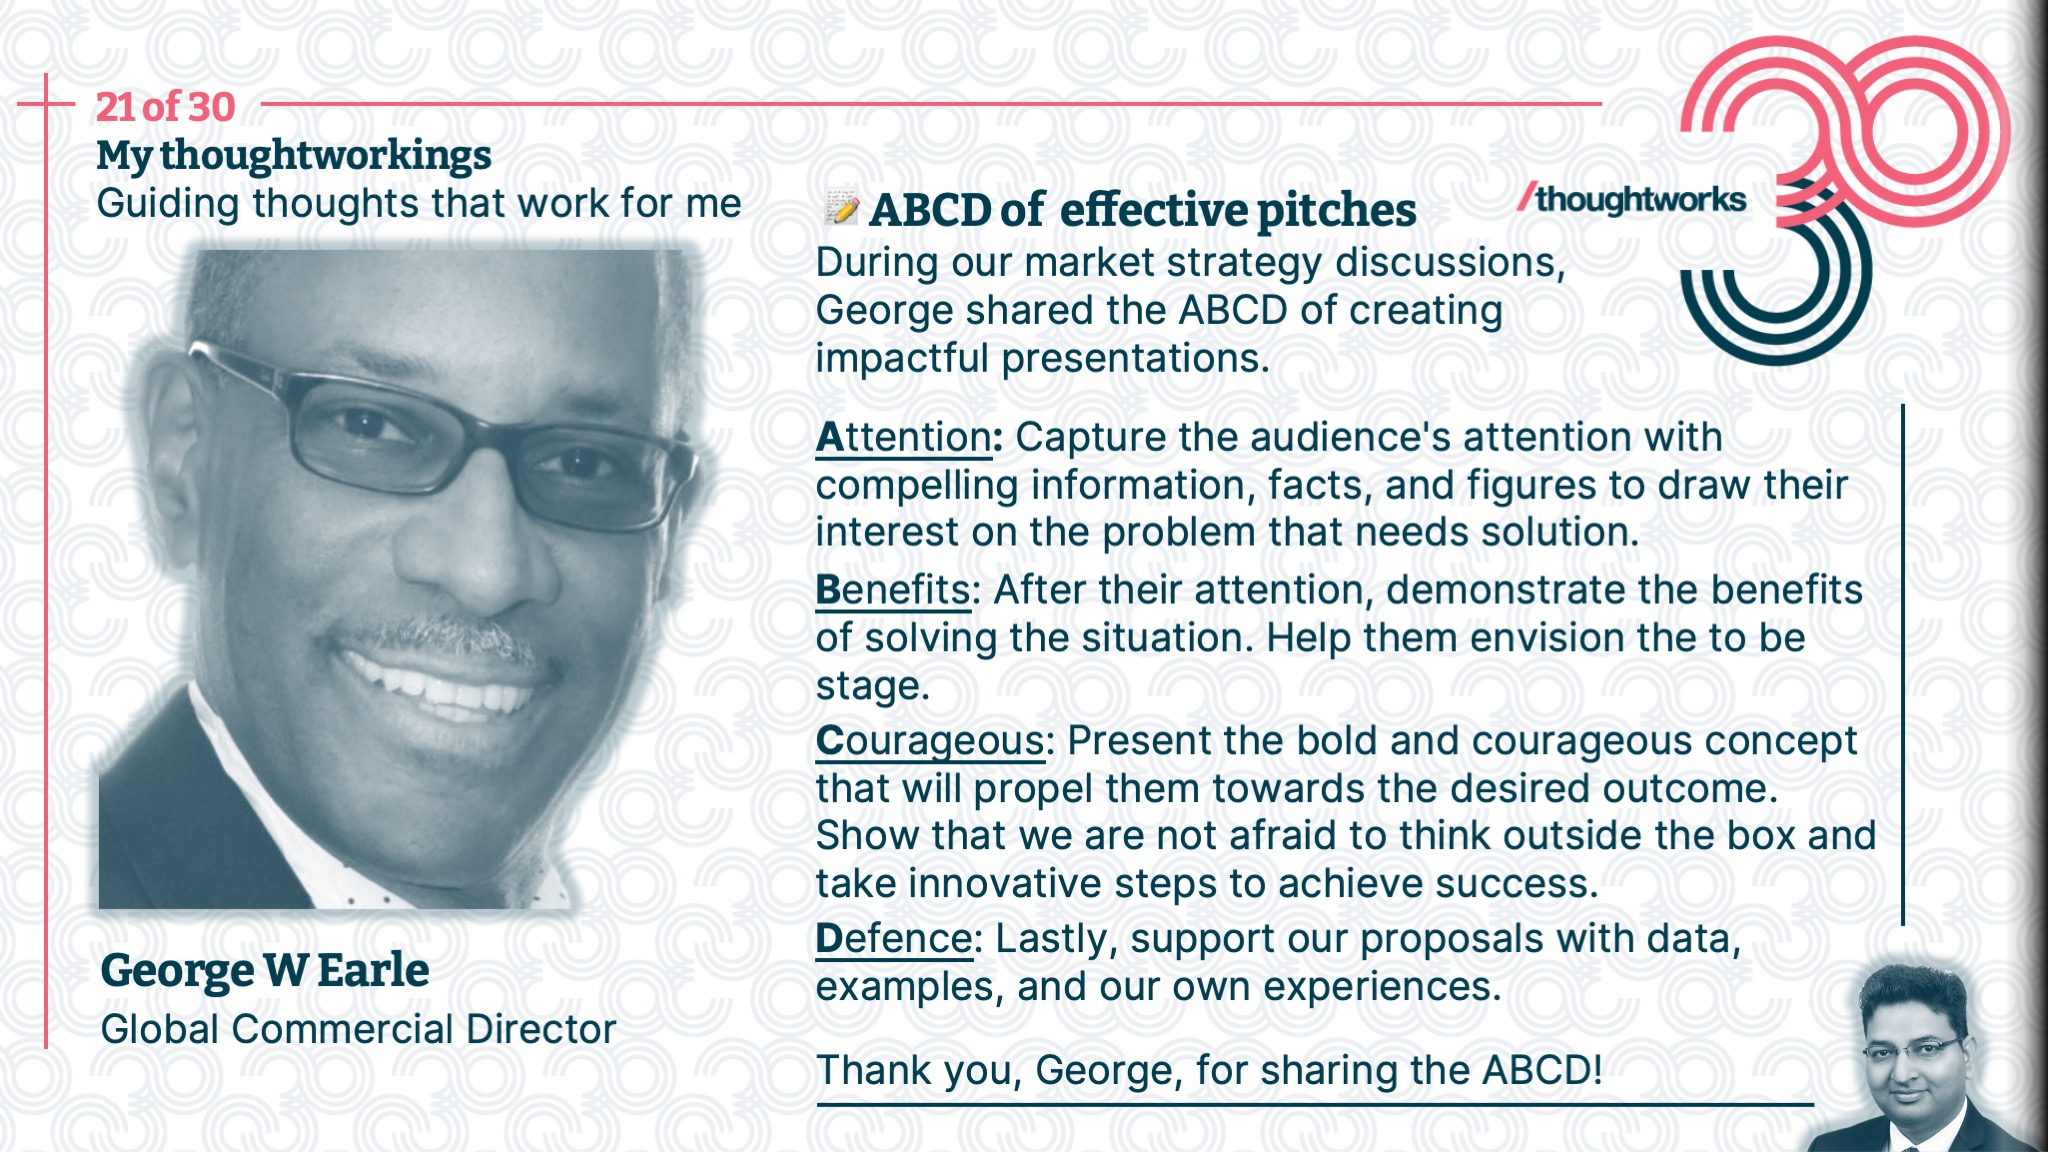 21 of 30
My thoughtworkings
Guiding thoughts that work for me
George W Earle
Global Commercial Director
📝 ABCD of effective pitches
During our market strategy discussions,
George shared the ABCD of creating
impactful presentations.
Attention: Capture the audience's attention with
compelling information, facts, and figures to draw their
interest on the problem that needs solution.
Benefits: After their attention, demonstrate the benefits
of solving the situation. Help them envision the to be
stage.
Courageous: Present the bold and courageous concept
that will propel them towards the desired outcome.
Show that we are not afraid to think outside the box and
take innovative steps to achieve success.
Defence: Lastly, support our proposals with data,
examples, and our own experiences.
Thank you, George, for sharing the ABCD!
/thoughtworks
30